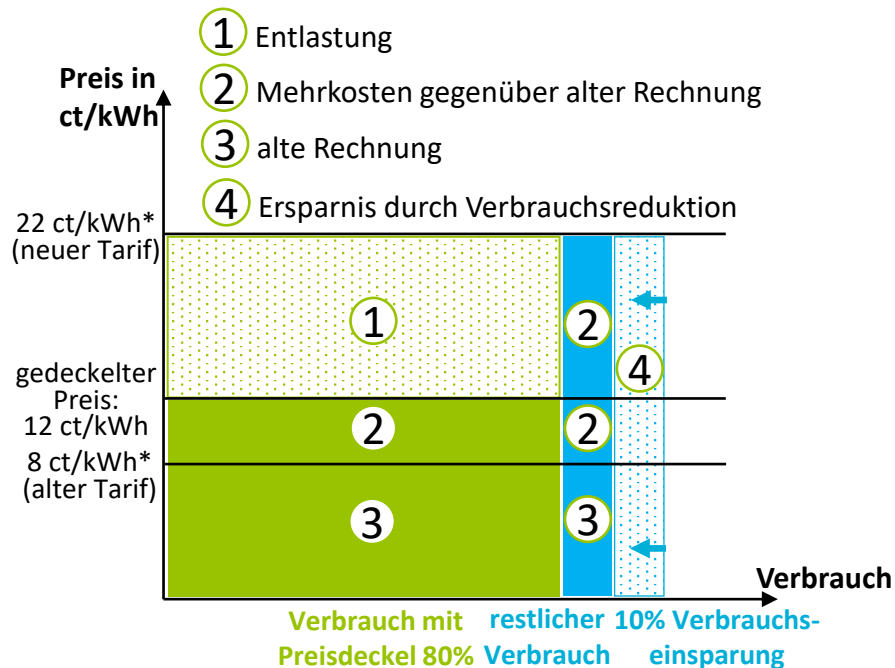 1 Entlastung
2 Mehrkosten gegenüber alter Rechnung
3 alte Rechnung
4 Ersparnis durch Verbrauchsreduktion
Preis in
ct/kWh
22 ct/kWh*
(neuer Tarif)
gedeckelter
Preis:
12 ct/kWh
8 ct/kWh*
(alter Tarif)
1
2
4
2
2
3
3
Verbrauch
Verbrauch mit
Preisdeckel 80%
restlicher
Verbrauch
10% Verbrauchs-
einsparung